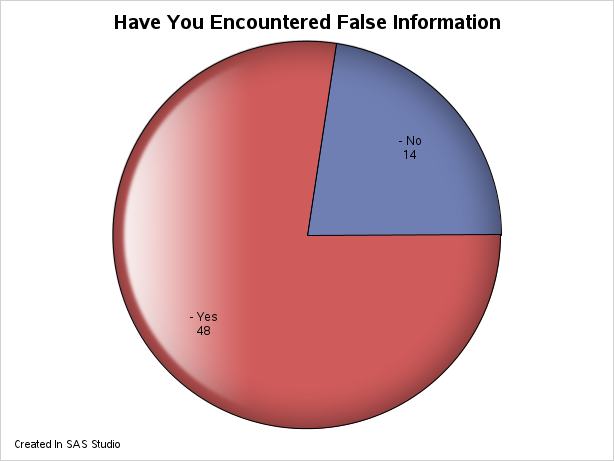 Have You Encountered False Information
- No
14
- Yes
48
Created In SAS Studio